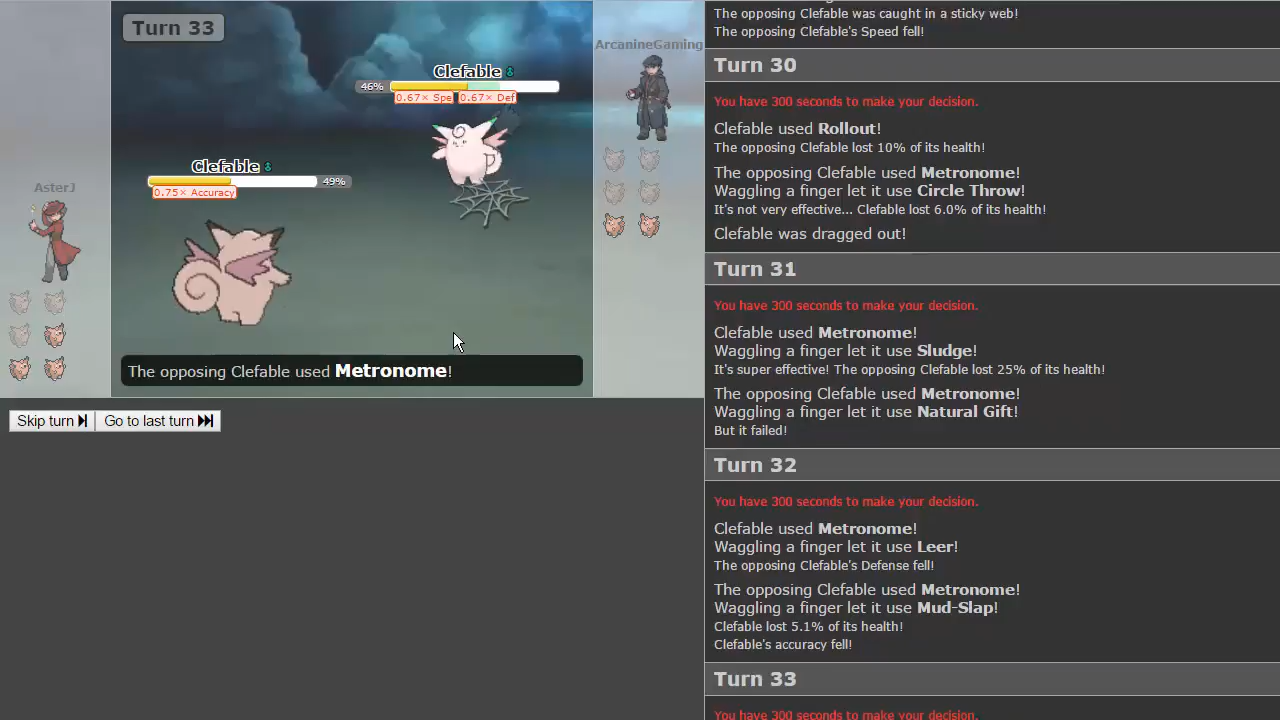 Turn 33
Clefable
46%
0.67× Spe 0.67× Def
Clefable
49%
0.75× Accuracy
AsterJ
ArcanineGaming
The opposing Clefable used Metronome!
Skip turn Go to last turn
The opposing Clefable was caught in a sticky web!
The opposing Clefable's Speed fell!
Turn 30
You have 300 seconds to make your decision.
Clefable used Rollout!
The opposing Clefable lost 10% of its health!
The opposing Clefable used Metronome!
Waggling a finger let it use Circle Throw!
It's not very effective... Clefable lost 6.0% of its health!
Clefable was dragged out!
Turn 31
You have 300 seconds to make your decision.
Clefable used Metronome!
Waggling a finger let it use Sludge!
It's super effective! The opposing Clefable lost 25% of its health!
The opposing Clefable used Metronome!
Waggling a finger let it use Natural Gift!
But it failed!
Turn 32
You have 300 seconds to make your decision.
Clefable used Metronome!
Waggling a finger let it use Leer!
The opposing Clefable's Defense fell!
The opposing Clefable used Metronome!
Waggling a finger let it use Mud-Slap!
Clefable lost 5.1% of its health!
Clefable's accuracy fell!
Turn 33
You have 300 seconds to make your decision.